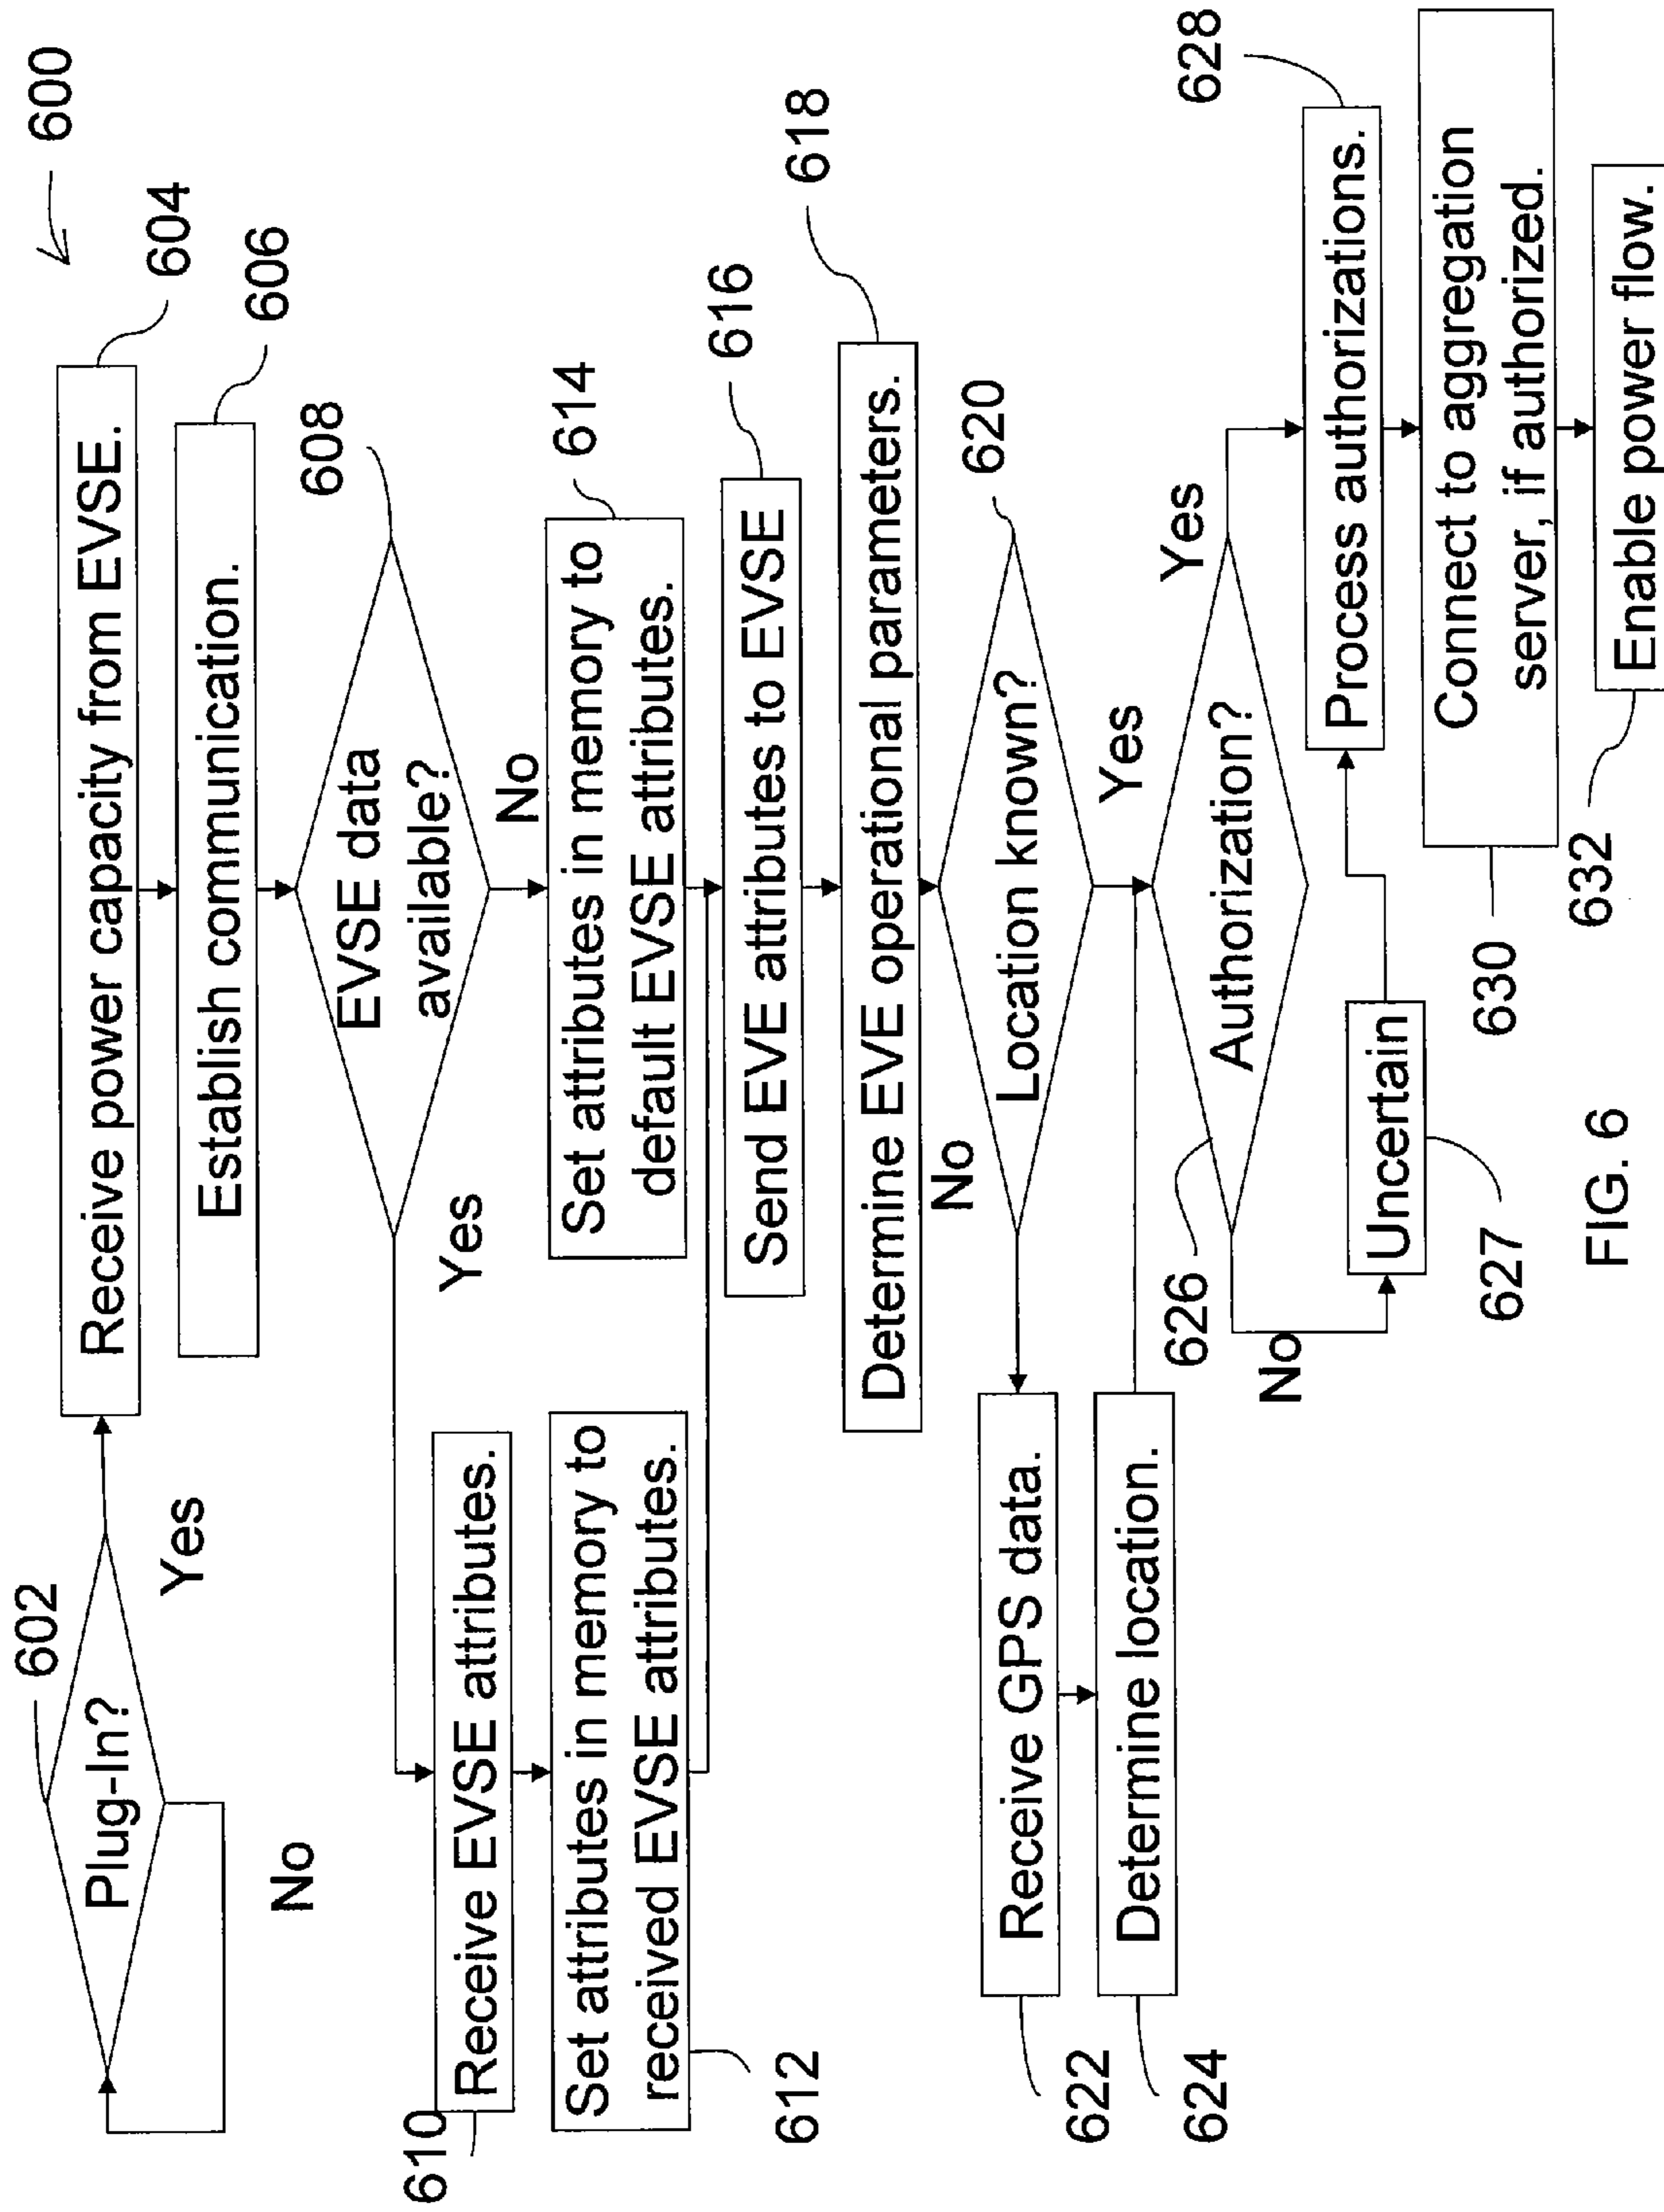 600
602
Plug-In?
Yes
No
Receive power capacity from EVSE.
604
Establish communication.
606
EVSE data
available?
608
Yes
No
610
Receive EVSE attributes.
Set attributes in memory to
received EVSE attributes.
612
Set attributes in memory to
default EVSE attributes.
614
Send EVE attributes to EVSE
616
Determine EVE operational parameters.
618
Location known?
620
No
Yes
Receive GPS data.
622
Determine location.
624
Authorization?
626
No
Yes
Uncertain
627
Process authorizations.
628
Connect to aggregation
server, if authorized.
630
Enable power flow.
632
FIG. 6